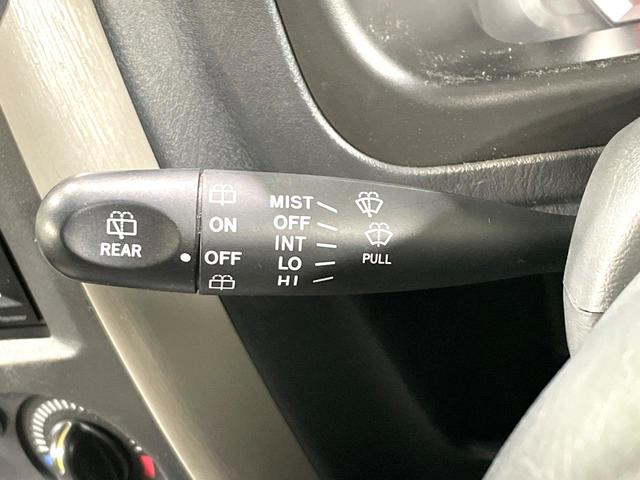 REAR
ON
OFF
MIST
OFF
INT
LO
HI
PULL